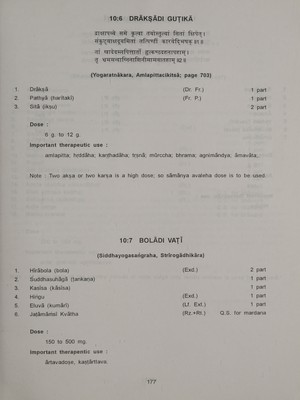 10:6 DRĀKṢĀDI GUṬIKĀ
(Yogaratnākara, Amlapittacikitsā; page 703)
1. Drākṣā (Dr. Fr.) 1 part
2. Pathyā (harītakī) (Fr. P.) 1 part
3. Sitā (ikṣu) 2 part
Dose :
6 g. to 12 g.
Important therapeutic use :
amlapitta; hṛddāha; kaṇṭhadāha; tṛṣṇā; mūrccha; bhrama; agnimāndya; āmavāta.
Note : Two akṣa or two karṣa is a high dose; so sāmānya avaleha dose is to be used.
10:7 BOLĀDI VAṬĪ
(Siddhayogasaṅgraha, Strīrogādhikāra)
1. Hīrābola (bola) (Exd.) 2 part
2. Suddhasuhāgā (ṭaṅkaṇa) 1 part
3. Kasīsa (kāsīsa) 1 part
4. Hiṅgu (Exd.) 1 part
5. Eluvā (kumārī) (Lf. Ext.) 1 part
6. Jaṭāmāṁsī Kvātha (Rz.+Rt.) Q.S. for mardana
Dose :
150 to 500 mg.
Important therapeutic use :
ārtavadoṣa; kaṣṭārttava.
177